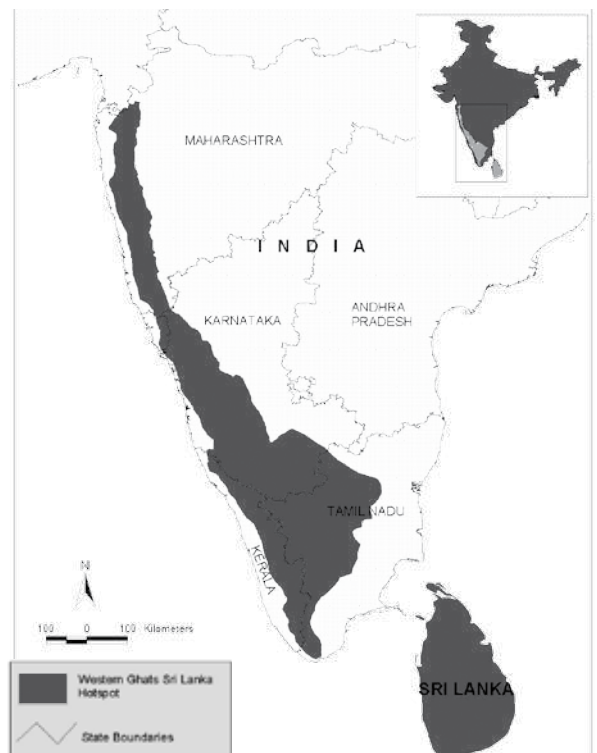 MAHARASHTRA
I N D I A
KARNATAKA
ANDHRA
PRADESH
TAMIL NADU
KERALA
N
100 0 100 Kilometers
SRI LANKA
Western Ghats Sri Lanka
Hotspot
State Boundaries